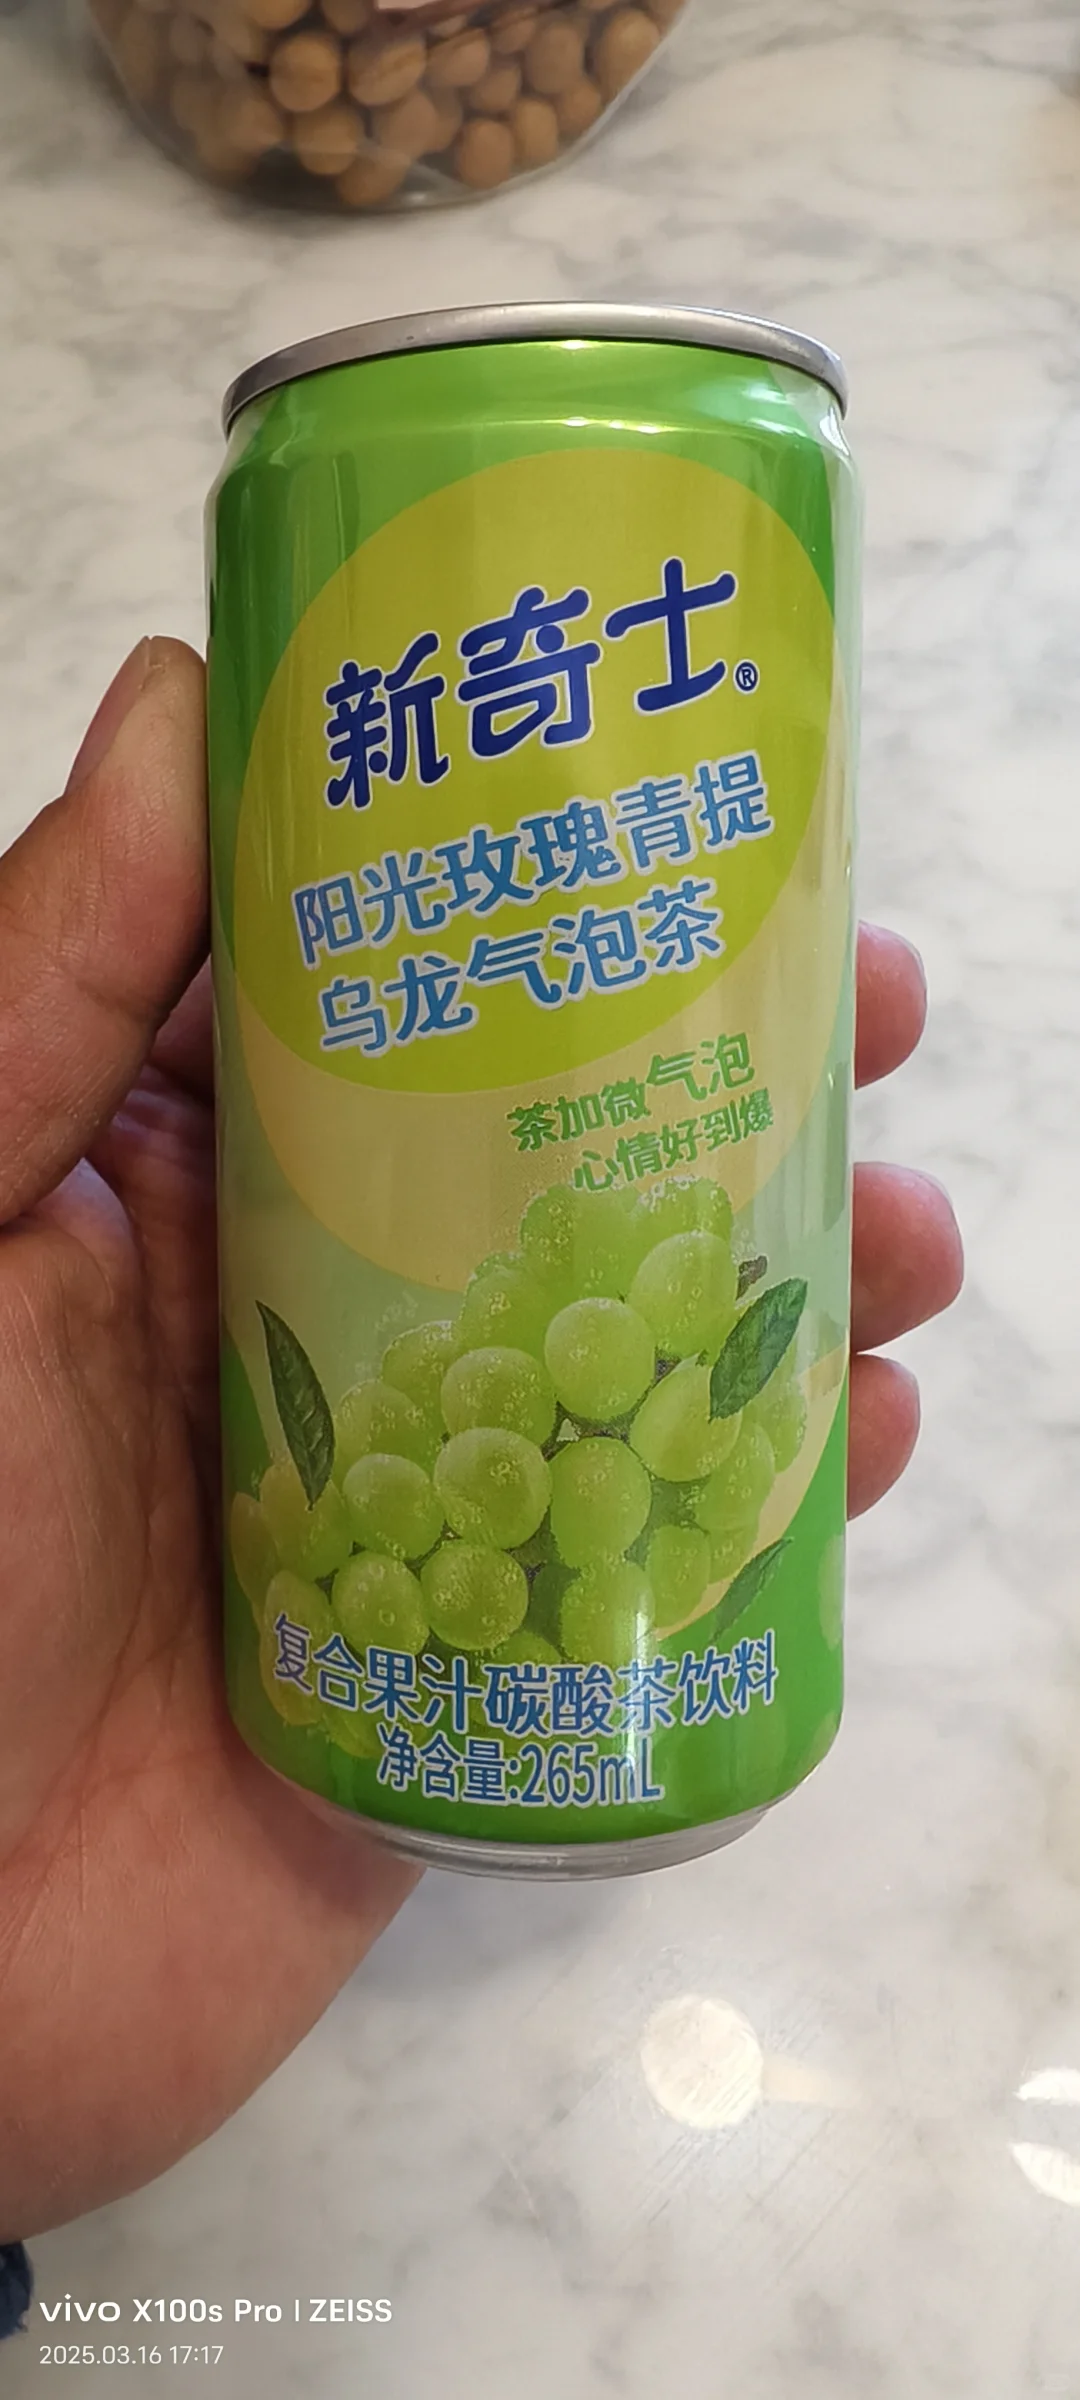 新奇士®
阳光玫瑰青提
乌龙气泡茶
茶加微气泡
心情好到爆
复合果汁碳酸茶饮料
净含量:265mL
vivo X100s Pro | ZEISS
2025.03.16 17:17